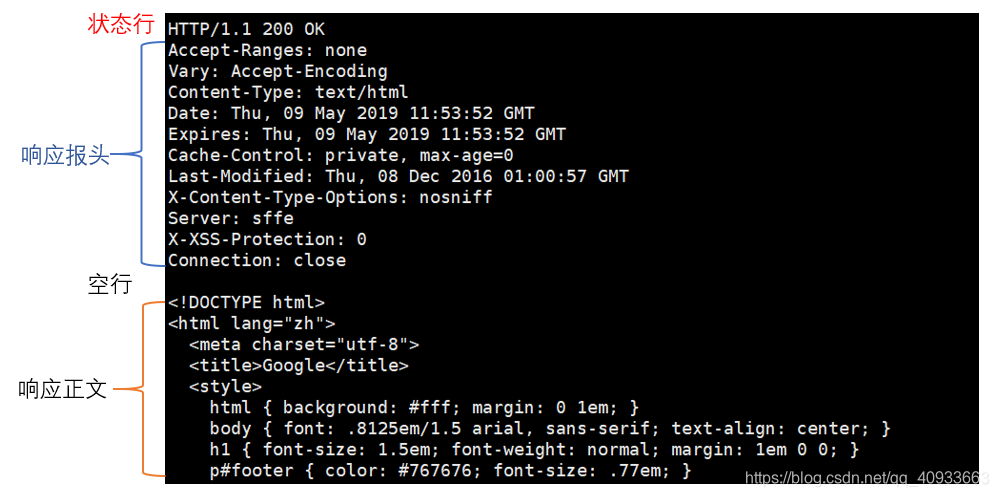 状态行
HTTP/1.1 200 OK
响应报头
Accept-Ranges: none
Vary: Accept-Encoding
Content-Type: text/html
Date: Thu, 09 May 2019 11:53:52 GMT
Expires: Thu, 09 May 2019 11:53:52 GMT
Cache-Control: private, max-age=0
Last-Modified: Thu, 08 Dec 2016 01:00:57 GMT
X-Content-Type-Options: nosniff
Server: sffe
X-XSS-Protection: 0
Connection: close
空行
响应正文
<!DOCTYPE html>
<html lang="zh">
  <meta charset="utf-8">
  <title>Google</title>
  <style>
    html { background: #fff; margin: 0 1em; }
    body { font: .8125em/1.5 arial, sans-serif; text-align: center; }
    h1 { font-size: 1.5em; font-weight: normal; margin: 1em 0 0; }
    p#footer { color: #767676; font-size: .77em; }
https://blog.csdn.net/qq_40933663